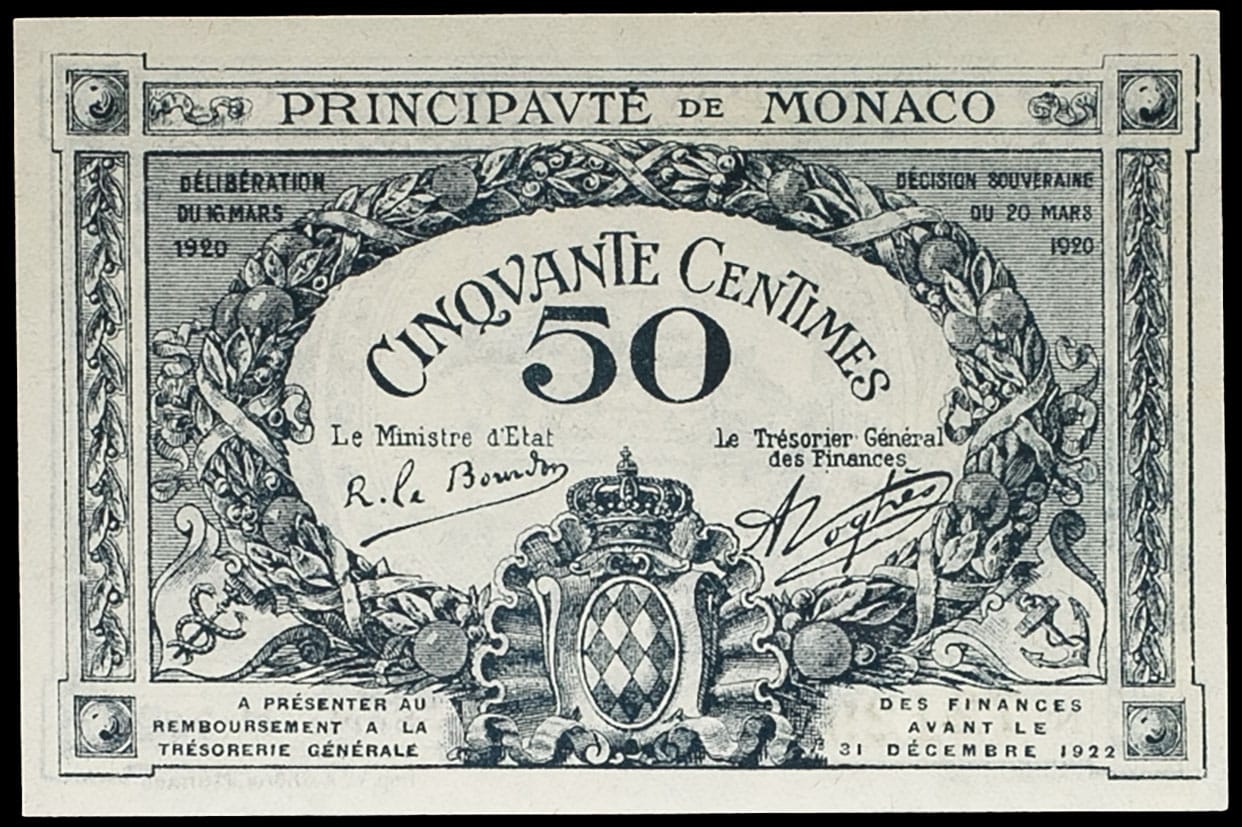 PRINCIPAVTÉ DE MONACO
DÉLIBÉRATION
DU 16 MARS
1920
DÉCISION SOUVERAINE
DU 20 MARS
1920
CINQVANTE CENTIMES
50
Le Ministre d'Etat
R. le Bourdon
Le Trésorier Général
des Finances
A PRÉSENTER AU
REMBOURSEMENT A LA
TRÉSORERIE GÉNÉRALE
DES FINANCES
AVANT LE
31 DÉCEMBRE 1922